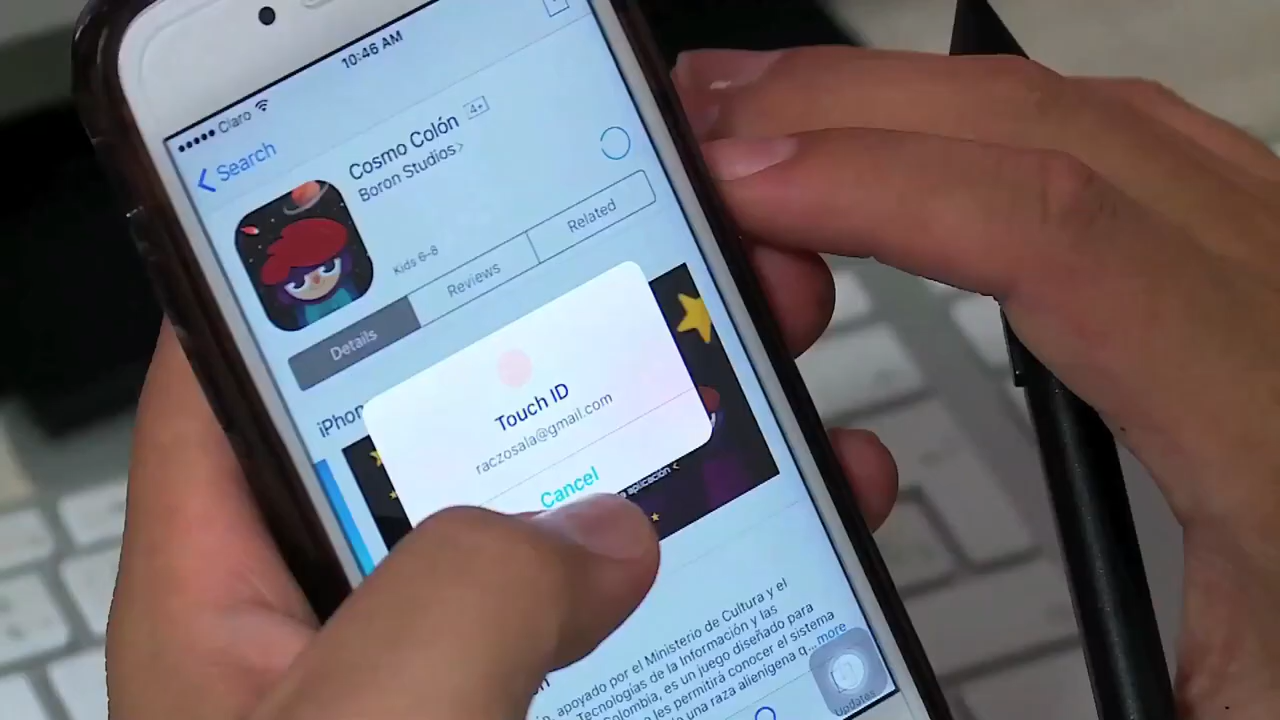 10:46 AM
Claro
Search
Cosmo Colón 4+
Boron Studios
Kids 6-8
Details
Reviews
Related
iPhon
Touch ID
raczosala@gmail.com
Cancel
aplicación <
apoyado por el Ministerio de Cultura y el
Tecnologías de la Información y las
Colombia, es un juego diseñado para
les permitirá conocer el sistema
una raza alienígena q...more
Updates